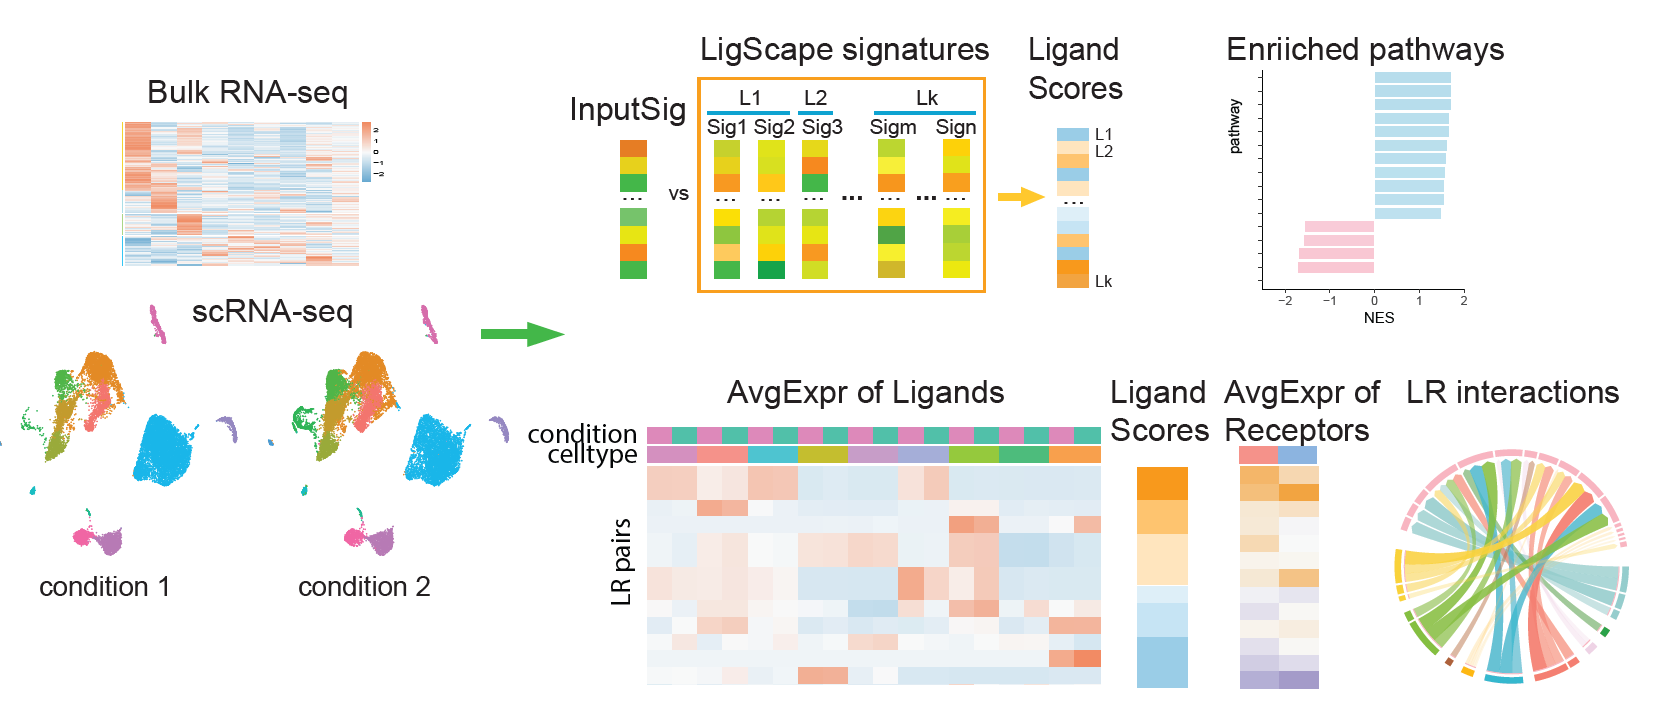 Bulk RNA-seq
2
1
0
−1
−2
scRNA-seq
condition 1
condition 2
InputSig
vs
LigScape signatures
L1 L2 Lk
Sig1 Sig2 Sig3 Sigm Sign
...
Ligand
Scores
L1
L2
...
Lk
Enriiched pathways
pathway
−2 −1 0 1 2
NES
AvgExpr of Ligands
condition
celltype
LR pairs
Ligand
Scores
AvgExpr of
Receptors
LR interactions